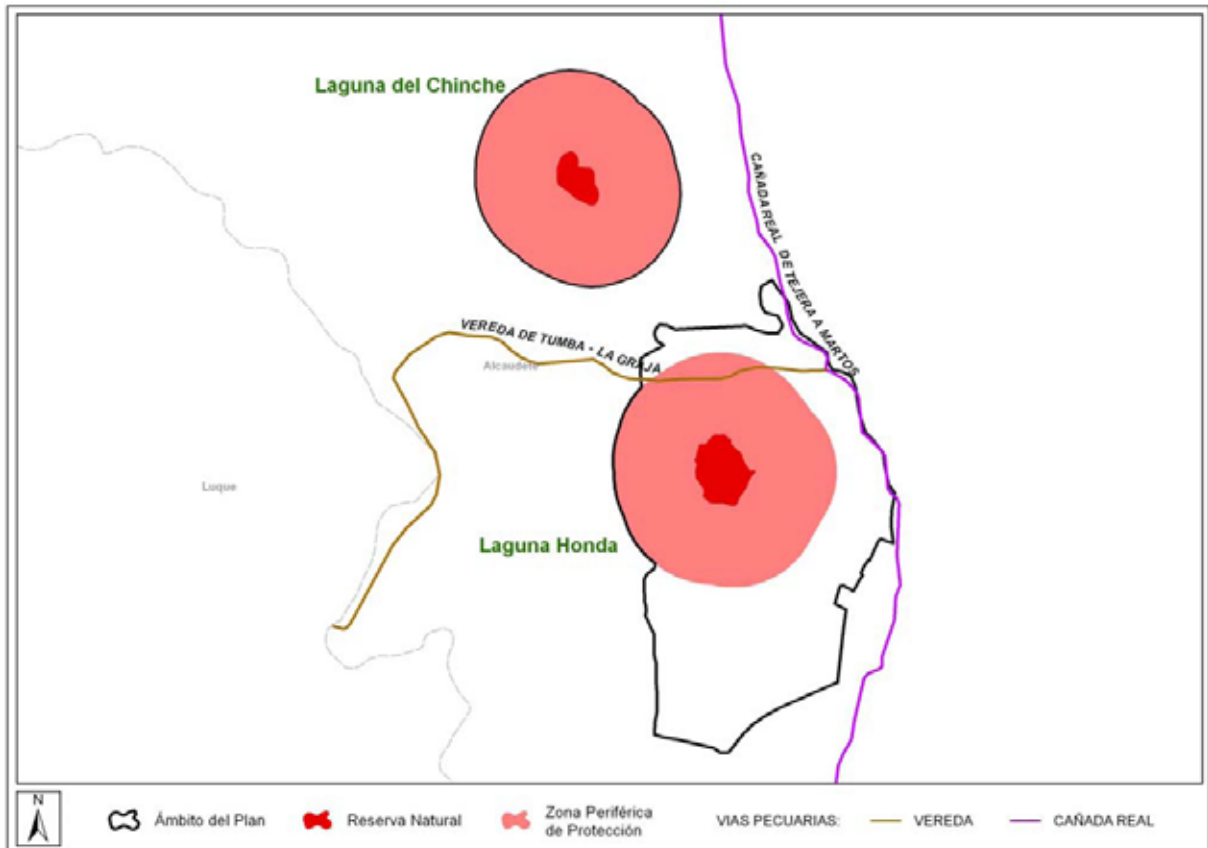 Laguna del Chinche
CAÑADA REAL DE TEJERA A MARTOS
VEREDA DE TUMBA - LA GRAJA
Alcaudete
Luque
Laguna Honda
N
Ámbito del Plan
Reserva Natural
Zona Periférica
de Protección
VIAS PECUARIAS:
VEREDA
CAÑADA REAL